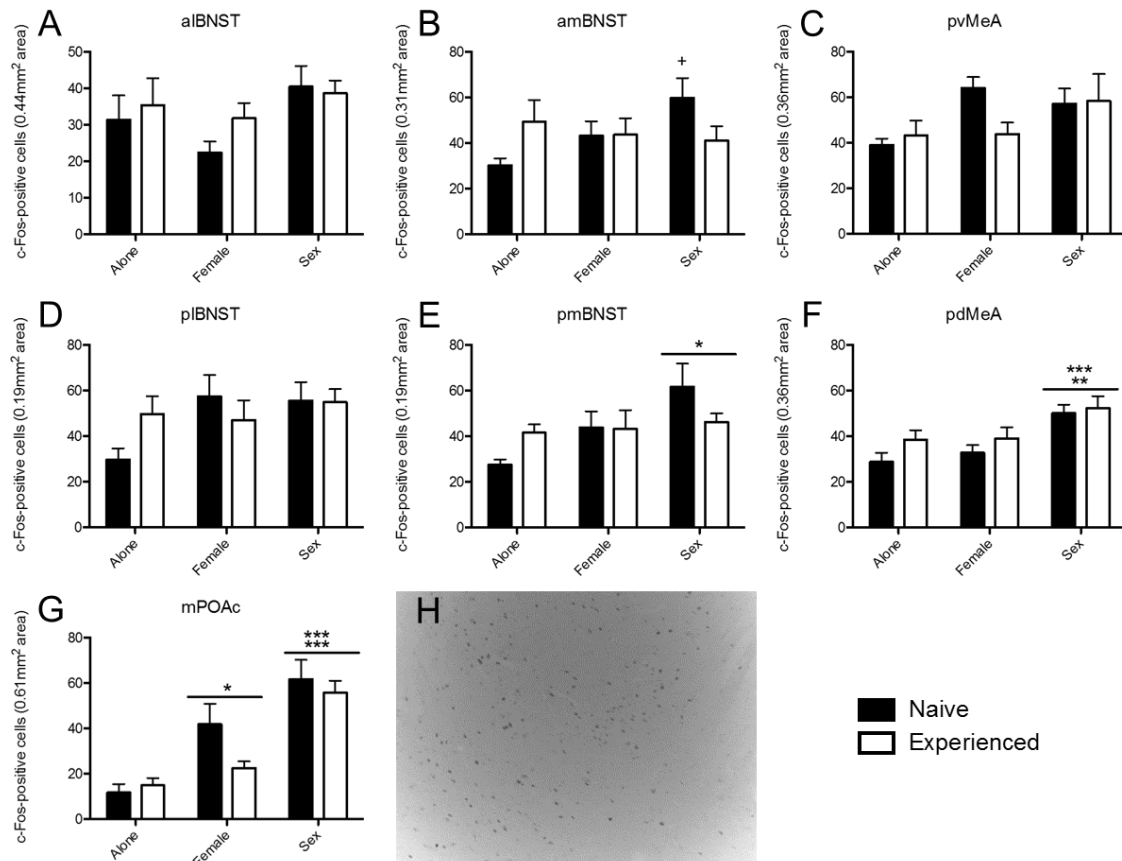 A
alBNST
c-Fos-positive cells (0.44mm² area)
50
40
30
20
10
0
Alone
Female
Sex
B
amBNST
c-Fos-positive cells (0.31mm² area)
80
60
40
20
0
+
Alone
Female
Sex
C
pvMeA
c-Fos-positive cells (0.36mm² area)
80
60
40
20
0
Alone
Female
Sex
D
plBNST
c-Fos-positive cells (0.19mm² area)
80
60
40
20
0
Alone
Female
Sex
E
pmBNST
c-Fos-positive cells (0.19mm² area)
80
60
40
20
0
*
Alone
Female
Sex
F
pdMeA
c-Fos-positive cells (0.36mm² area)
80
60
40
20
0
***
**
Alone
Female
Sex
G
mPOAc
c-Fos-positive cells (0.61mm² area)
80
60
40
20
0
*
***
***
Alone
Female
Sex
H
Naive
Experienced